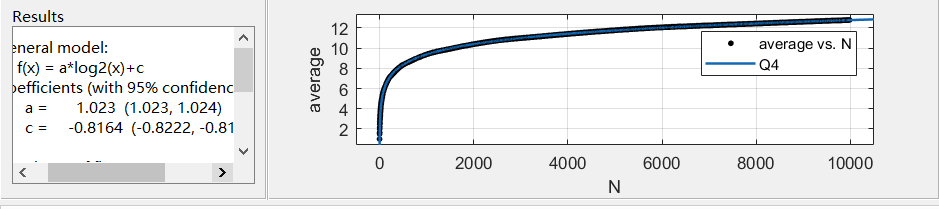 Results
eneral model:
f(x) = a*log2(x)+c
oefficients (with 95% confidenc
a = 1.023 (1.023, 1.024)
c = -0.8164 (-0.8222, -0.81
average
12
10
8
6
4
2
average vs. N
Q4
0 2000 4000 6000 8000 10000
N